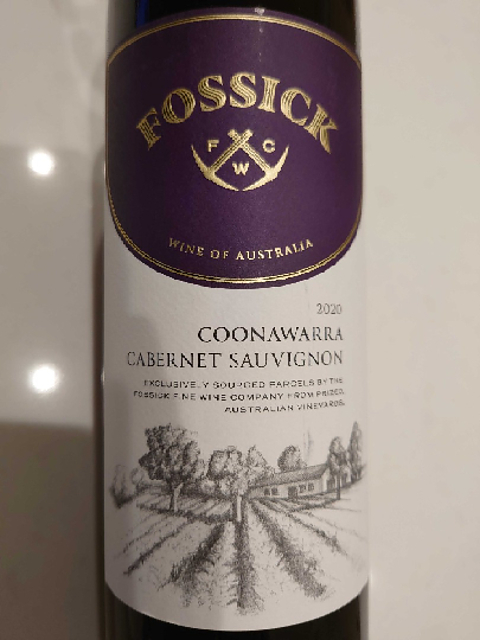 FOSSICK
F C
W
WINE OF AUSTRALIA
2020
COONAWARRA
CABERNET SAUVIGNON
EXCLUSIVELY SOURCED PARCELS BY THE
FOSSICK FINE WINE COMPANY FROM PRIZED,
AUSTRALIAN VINEYARDS.